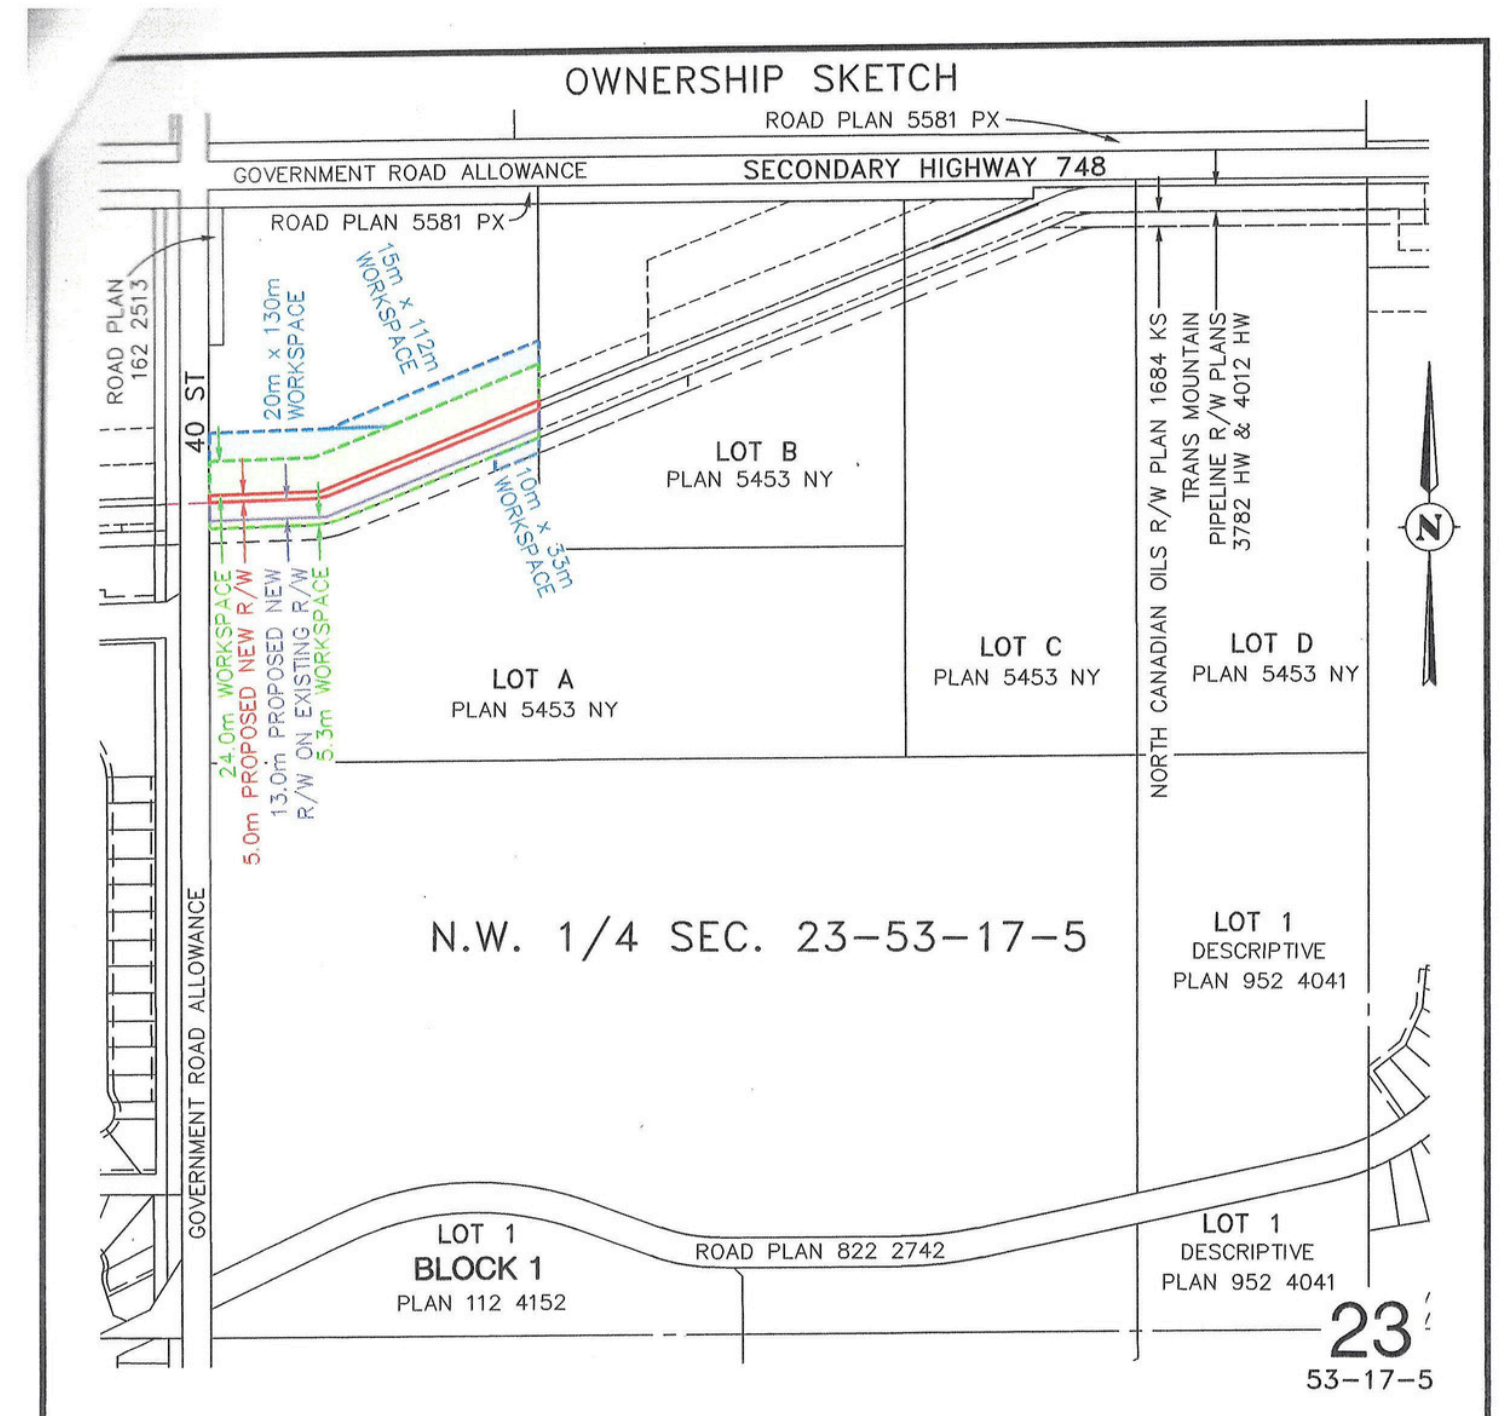 OWNERSHIP SKETCH
ROAD PLAN 5581 PX
GOVERNMENT ROAD ALLOWANCE
SECONDARY HIGHWAY 748
ROAD PLAN 5581 PX
ROAD PLAN
162 2513
40 ST
20m x 130m
WORKSPACE
15m x 112m
WORKSPACE
10m x 33m
WORKSPACE
24.0m WORKSPACE
5.0m PROPOSED NEW R/W
13.0m PROPOSED NEW
R/W ON EXISTING R/W
5.3m WORKSPACE
LOT B
PLAN 5453 NY
LOT A
PLAN 5453 NY
LOT C
PLAN 5453 NY
NORTH CANADIAN OILS R/W PLAN 1684 KS
TRANS MOUNTAIN
PIPELINE R/W PLANS
3782 HW & 4012 HW
LOT D
PLAN 5453 NY
N
GOVERNMENT ROAD ALLOWANCE
N.W. 1/4 SEC. 23-53-17-5
LOT 1
DESCRIPTIVE
PLAN 952 4041
LOT 1
BLOCK 1
PLAN 112 4152
ROAD PLAN 822 2742
LOT 1
DESCRIPTIVE
PLAN 952 4041
23
53-17-5